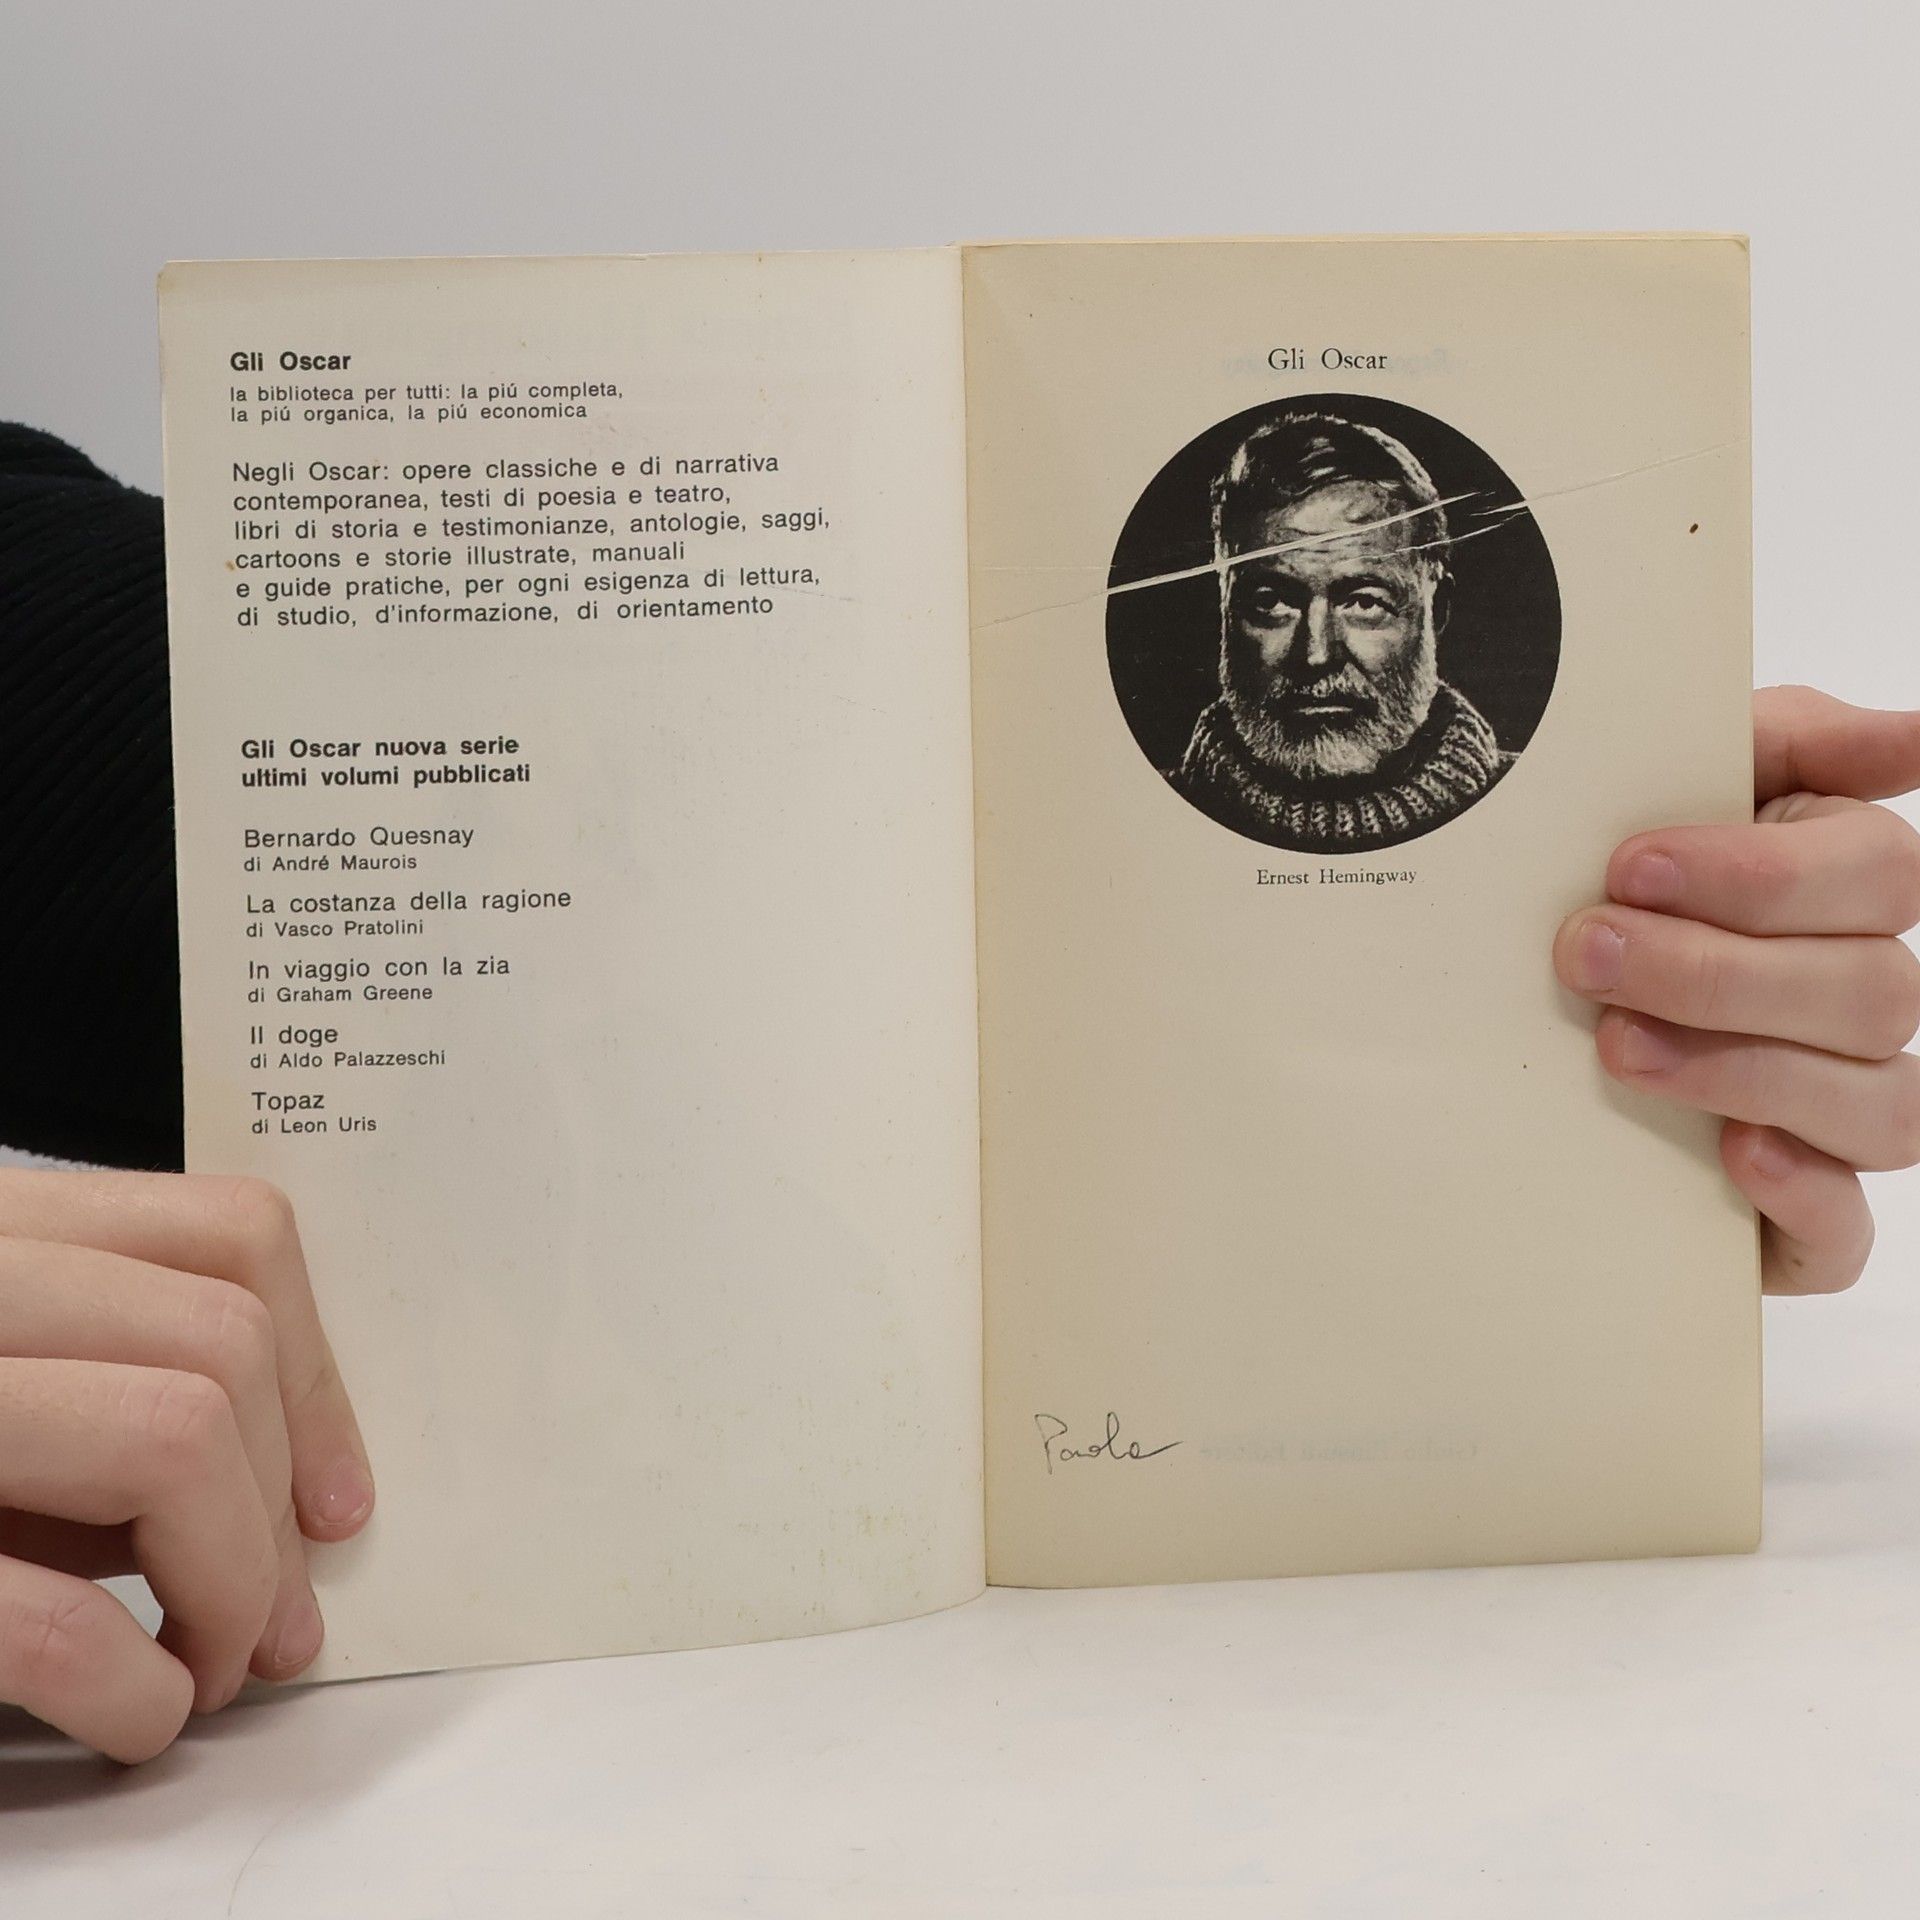 Gli Oscar
la biblioteca per tutti: la piú completa,
la piú organica, la piú economica
Negli Oscar: opere classiche e di narrativa
contemporanea, testi di poesia e teatro,
libri di storia e testimonianze, antologie, saggi,
cartoons e storie illustrate, manuali
e guide pratiche, per ogni esigenza di lettura,
di studio, d'informazione, di orientamento
Gli Oscar nuova serie
ultimi volumi pubblicati
Bernardo Quesnay
di André Maurois
La costanza della ragione
di Vasco Pratolini
In viaggio con la zia
di Graham Greene
Il doge
di Aldo Palazzeschi
Topaz
di Leon Uris
Gli Oscar
Ernest Hemingway
Paola